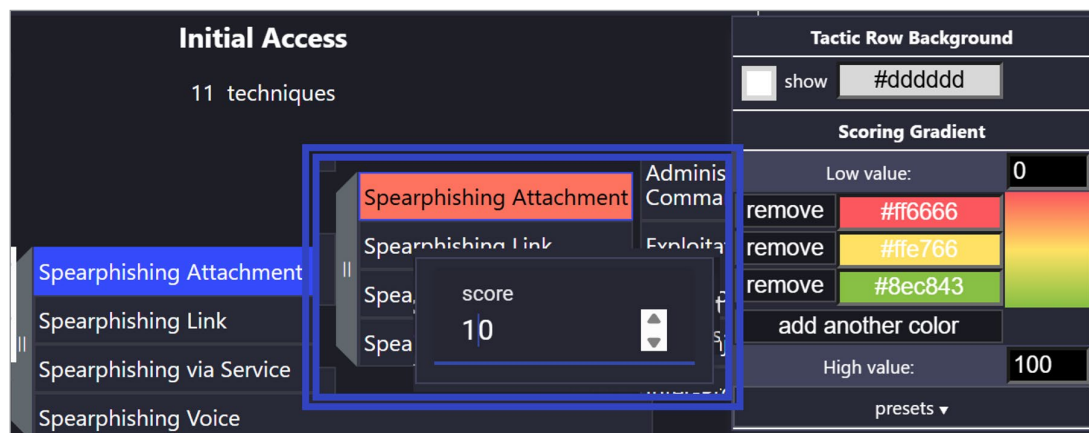 Initial Access
11 techniques
Spearphishing Attachment
Spearphishing Link
Spearphishing via Service
Spearphishing Voice
Spearphishing Attachment
Spearphishing Link
score
10
Tactic Row Background
show
#dddddd
Scoring Gradient
Low value:
0
remove
#ff6666
remove
#ffe766
remove
#8ec843
add another color
High value:
100
presets ▾